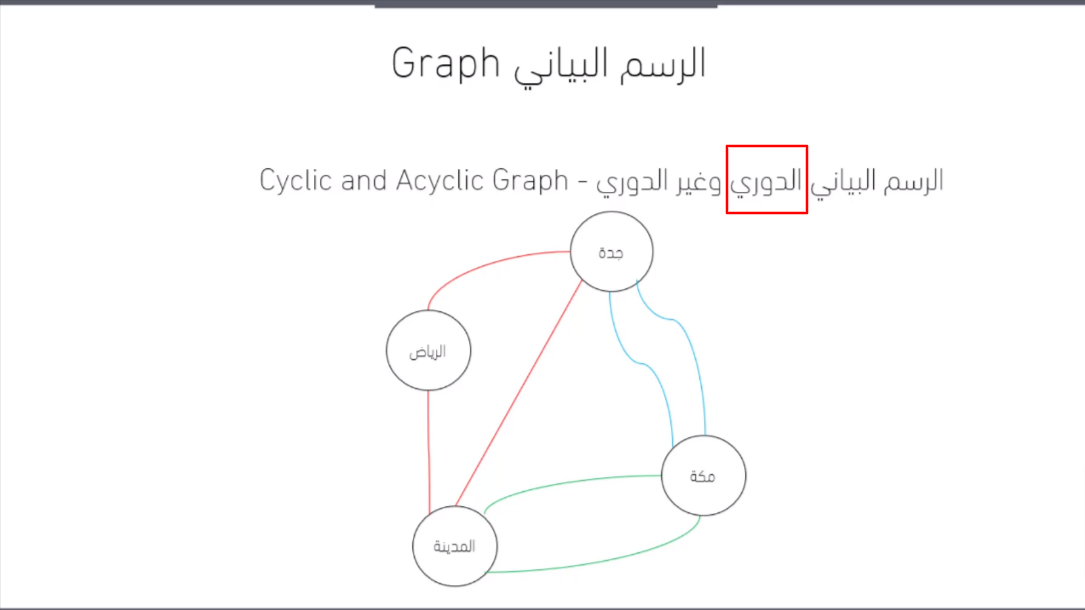 الرسم البياني Graph
الرسم البياني الدوري وغير الدوري - Cyclic and Acyclic Graph
جدة
الرياض
مكة
المدينة